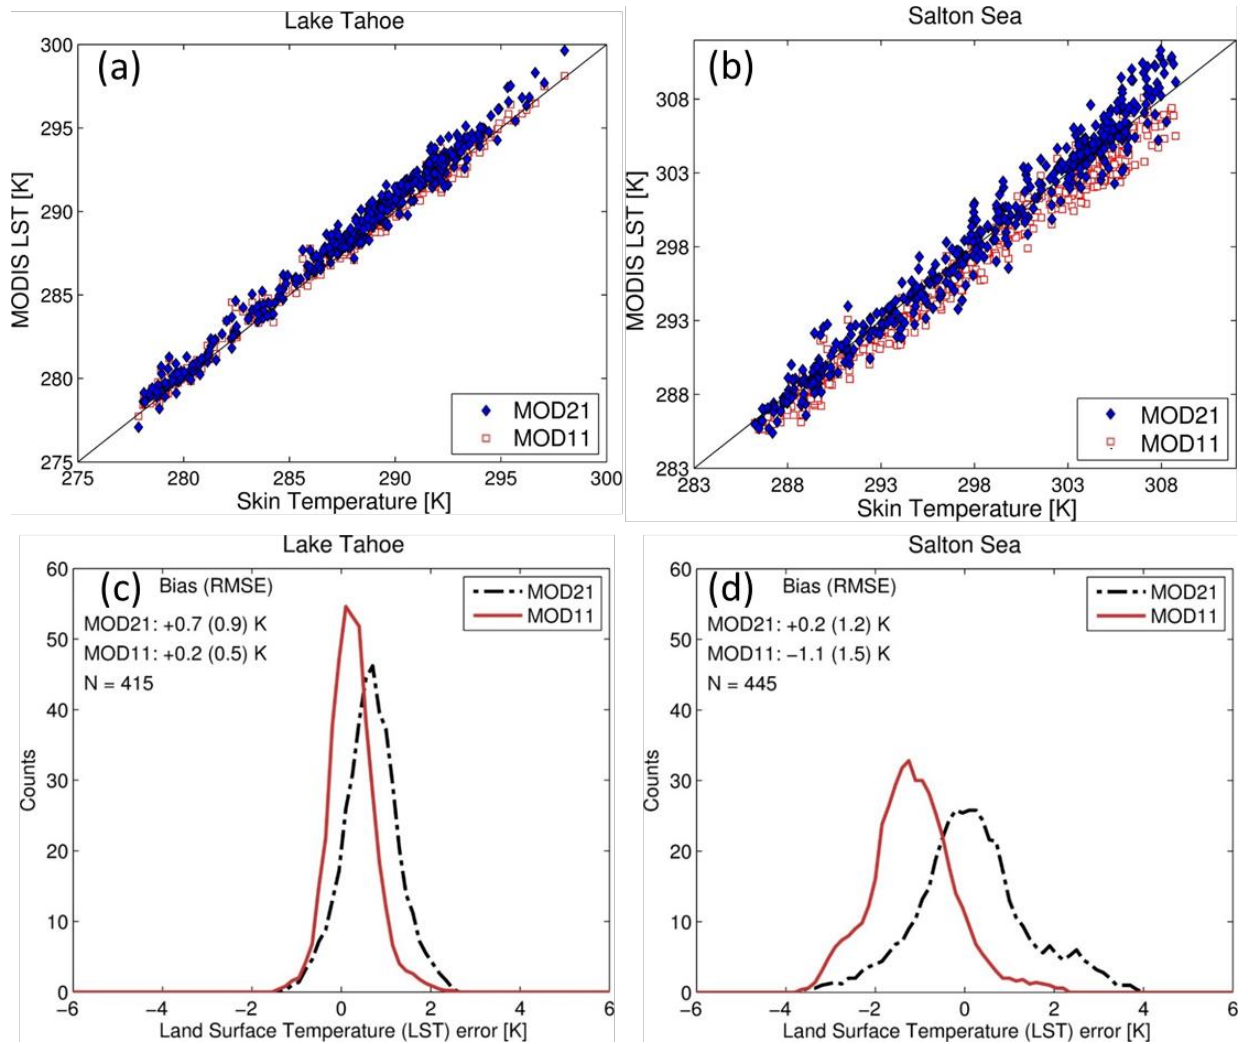 Lake Tahoe
(a)
300
295
290
285
280
275
MODIS LST [K]
MOD21
MOD11
275 280 285 290 295 300
Skin Temperature [K]
Salton Sea
(b)
308
303
298
293
288
283
MODIS LST [K]
MOD21
MOD11
283 288 293 298 303 308
Skin Temperature [K]
Lake Tahoe
(c)
Bias (RMSE)
MOD21: +0.7 (0.9) K
MOD11: +0.2 (0.5) K
N = 415
MOD21
MOD11
60
50
40
30
20
10
0
Counts
−6 −4 −2 0 2 4 6
Land Surface Temperature (LST) error [K]
Salton Sea
(d)
Bias (RMSE)
MOD21: +0.2 (1.2) K
MOD11: −1.1 (1.5) K
N = 445
MOD21
MOD11
60
50
40
30
20
10
0
Counts
−6 −4 −2 0 2 4 6
Land Surface Temperature (LST) error [K]